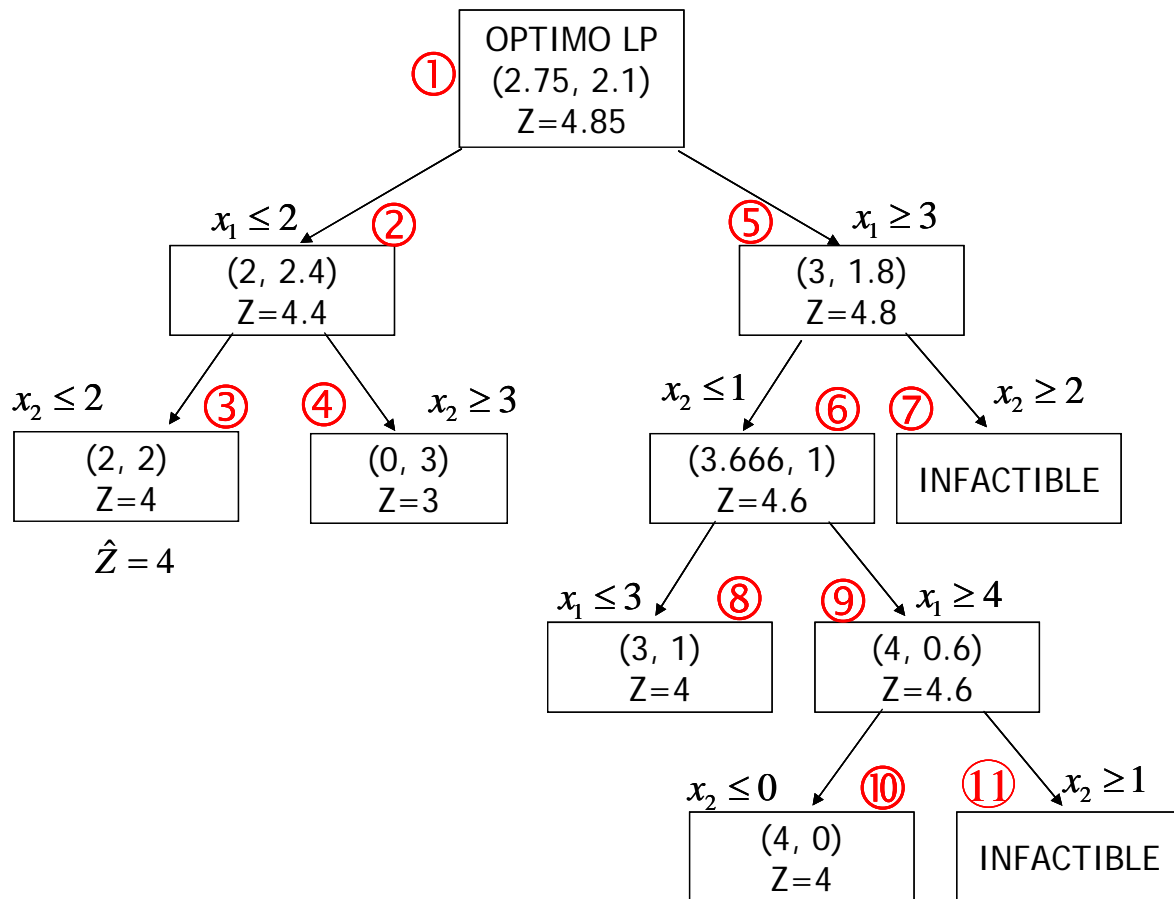 OPTIMO LP
①
(2.75, 2.1)
Z=4.85
x₁ ≤ 2
②
⑤
x₁ ≥ 3
(2, 2.4)
Z=4.4
(3, 1.8)
Z=4.8
x₂ ≤ 2
③
④
x₂ ≥ 3
x₂ ≤ 1
⑥
⑦
x₂ ≥ 2
(2, 2)
Z=4
(0, 3)
Z=3
(3.666, 1)
Z=4.6
INFACTIBLE
Ẑ = 4
x₁ ≤ 3
⑧
⑨
x₁ ≥ 4
(3, 1)
Z=4
(4, 0.6)
Z=4.6
x₂ ≤ 0
⑩
⑪
x₂ ≥ 1
(4, 0)
Z=4
INFACTIBLE